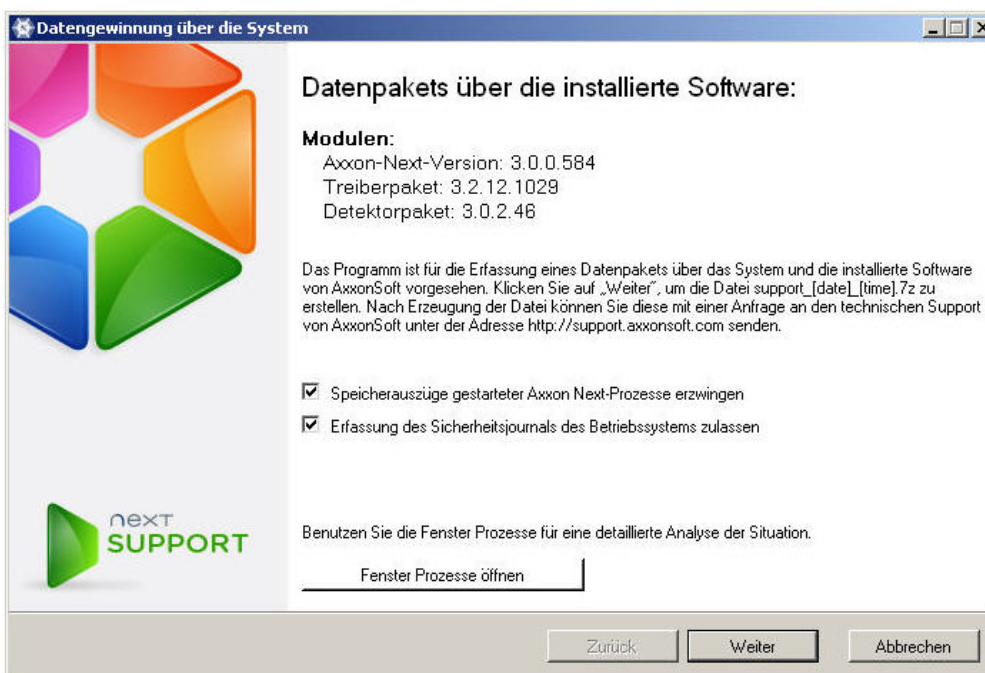 Datengewinnung über die System
Datenpakets über die installierte Software:
Modulen:
Axxon-Next-Version: 3.0.0.584
Treiberpaket: 3.2.12.1029
Detektorpaket: 3.0.2.46
Das Programm ist für die Erfassung eines Datenpakets über das System und die installierte Software
von AxxonSoft vorgesehen. Klicken Sie auf „Weiter", um die Datei support_[date]_[time].7z zu
erstellen. Nach Erzeugung der Datei können Sie diese mit einer Anfrage an den technischen Support
von AxxonSoft unter der Adresse http://support.axxonsoft.com senden.
Speicherauszüge gestarteter Axxon Next-Prozesse erzwingen
Erfassung des Sicherheitsjournals des Betriebssystems zulassen
next
SUPPORT
Benutzen Sie die Fenster Prozesse für eine detaillierte Analyse der Situation.
Fenster Prozesse öffnen
Zurück
Weiter
Abbrechen